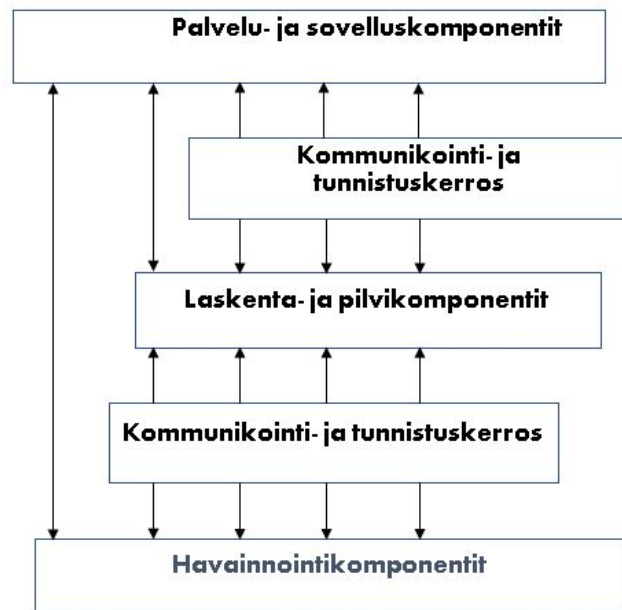 Palvelu- ja sovelluskomponentit
Kommunikointi- ja
tunnistuskerros
Laskenta- ja pilvikomponentit
Kommunikointi- ja tunnistuskerros
Havainnointikomponentit